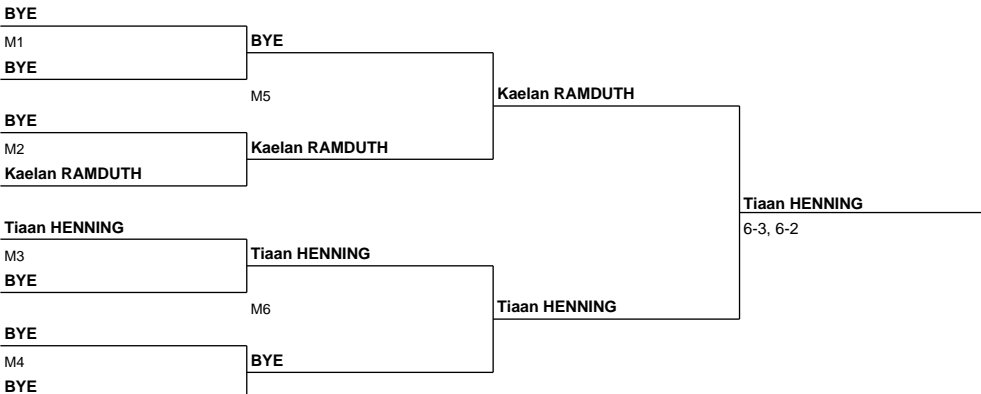 BYE
M1
BYE
BYE
M5
BYE
M2
Kaelan RAMDUTH
Kaelan RAMDUTH
Kaelan RAMDUTH
Tiaan HENNING
M3
BYE
Tiaan HENNING
M6
BYE
M4
BYE
BYE
Tiaan HENNING
Tiaan HENNING
6-3, 6-2